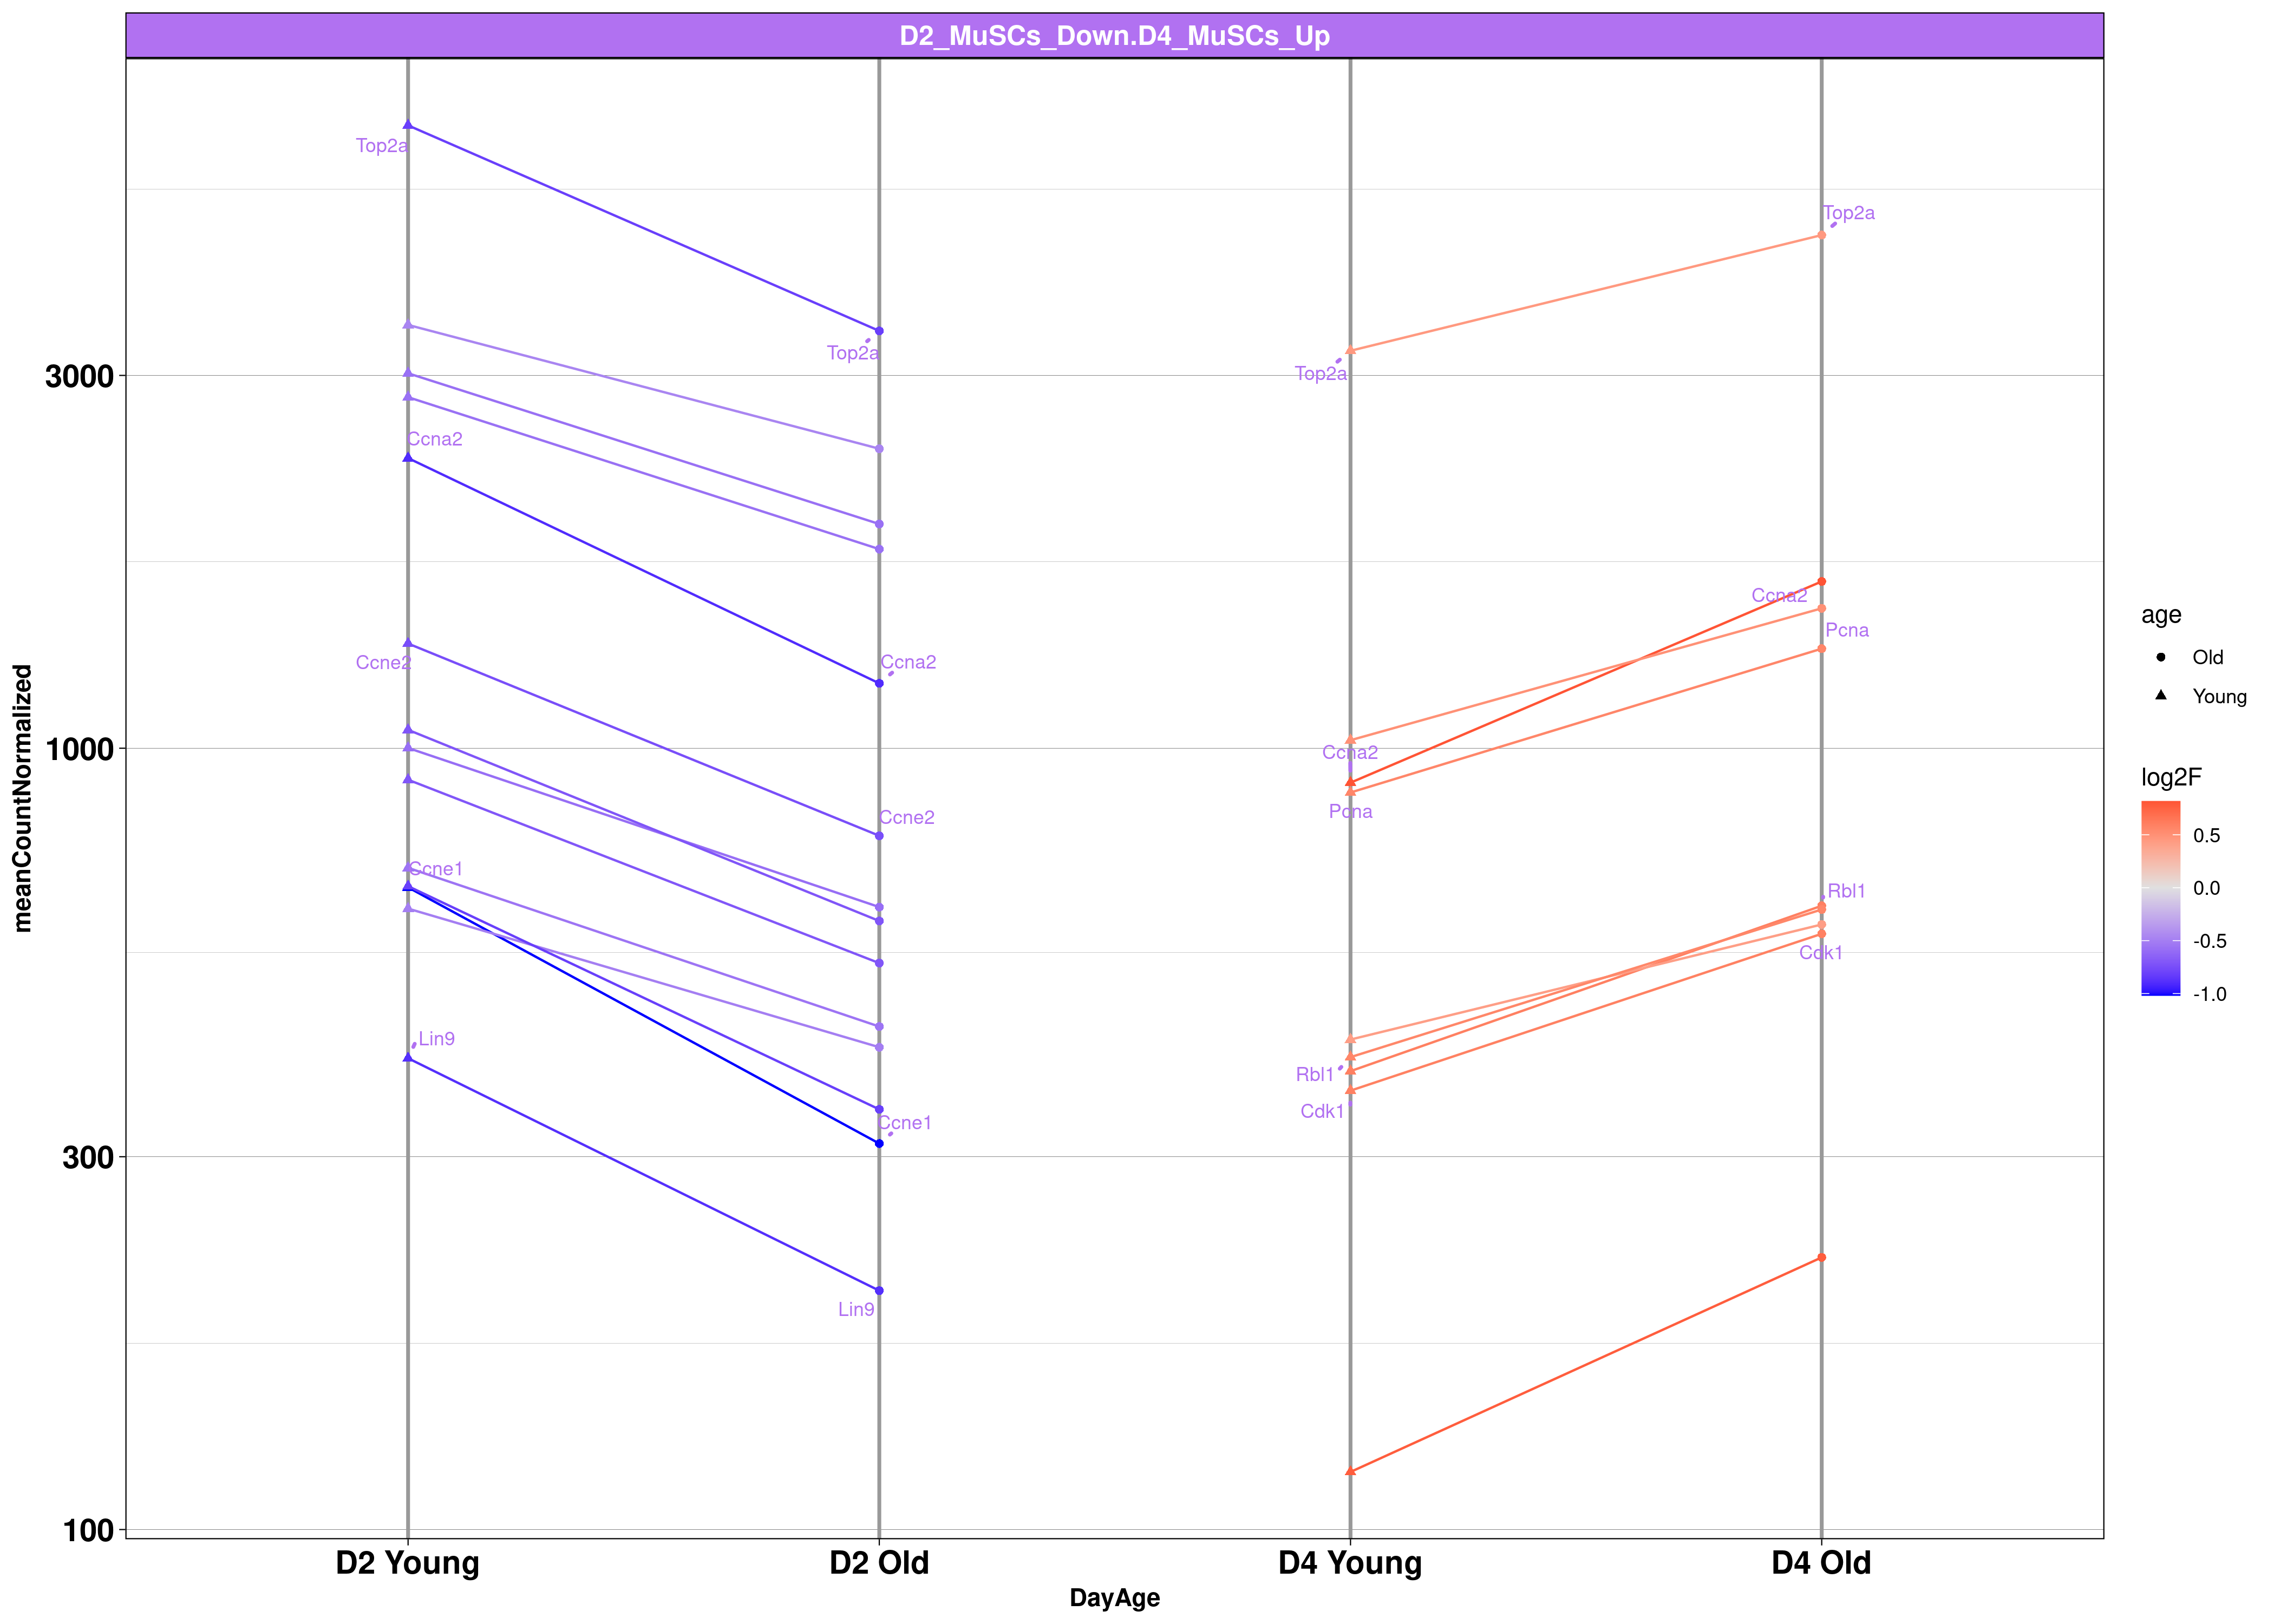 D2_MuSCs_Down.D4_MuSCs_Up
meanCountNormalized
3000
1000
300
100
Top2a
Top2a
Top2a
Top2a
Ccna2
Ccna2
Ccna2
Ccna2
Pcna
Pcna
Ccne2
Ccne2
Ccne1
Ccne1
Rbl1
Rbl1
Cdk1
Cdk1
Lin9
Lin9
D2 Young
D2 Old
D4 Young
D4 Old
DayAge
age
Old
Young
log2F
0.5
0.0
-0.5
-1.0